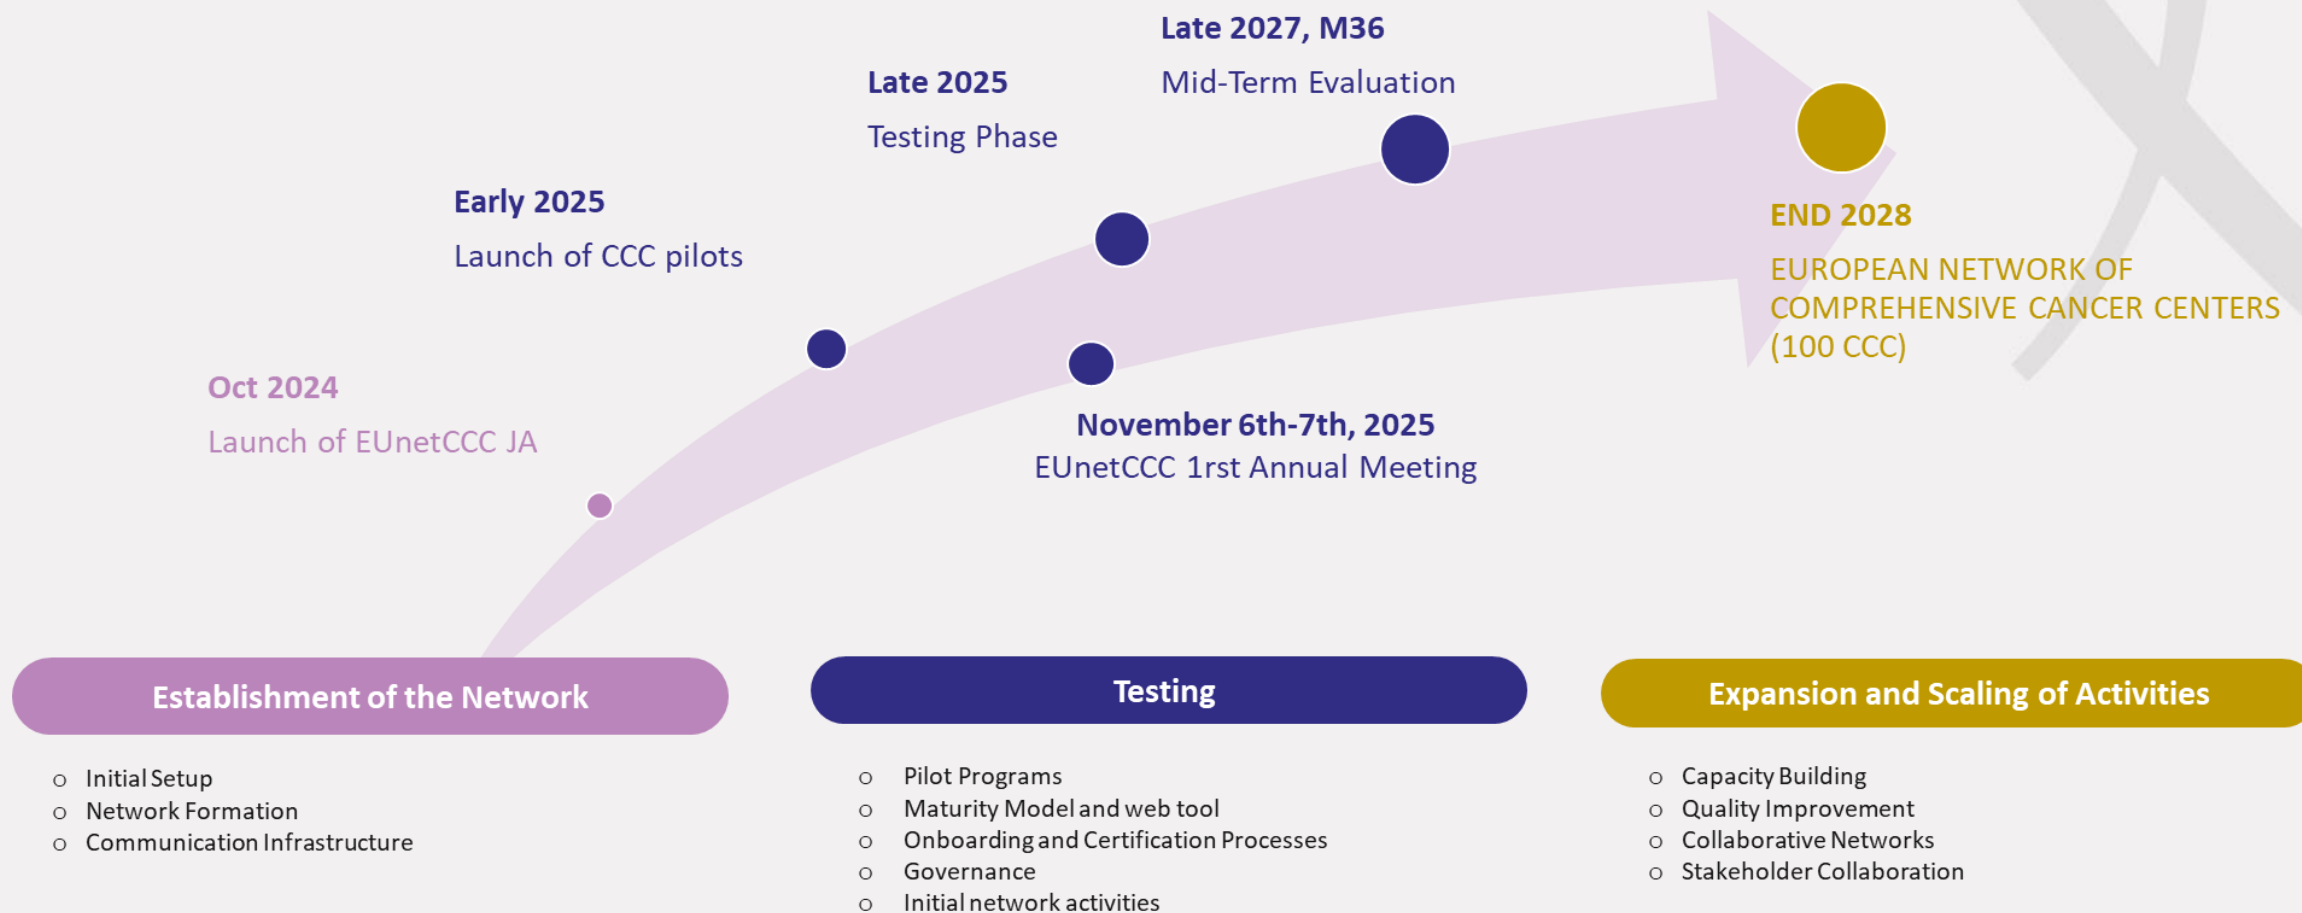 Late 2027, M36
Mid-Term Evaluation
Late 2025
Testing Phase
Early 2025
Launch of CCC pilots
END 2028
EUROPEAN NETWORK OF
COMPREHENSIVE CANCER CENTERS
(100 CCC)
Oct 2024
Launch of EUnetCCC JA
November 6th-7th, 2025
EUnetCCC 1rst Annual Meeting
Establishment of the Network
o Initial Setup
o Network Formation
o Communication Infrastructure
Testing
o Pilot Programs
o Maturity Model and web tool
o Onboarding and Certification Processes
o Governance
o Initial network activities
Expansion and Scaling of Activities
o Capacity Building
o Quality Improvement
o Collaborative Networks
o Stakeholder Collaboration